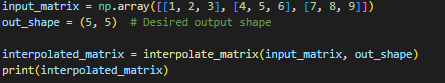 input_matrix = np.array([[1, 2, 3], [4, 5, 6], [7, 8, 9]])
out_shape = (5, 5)  # Desired output shape
interpolated_matrix = interpolate_matrix(input_matrix, out_shape)
print(interpolated_matrix)